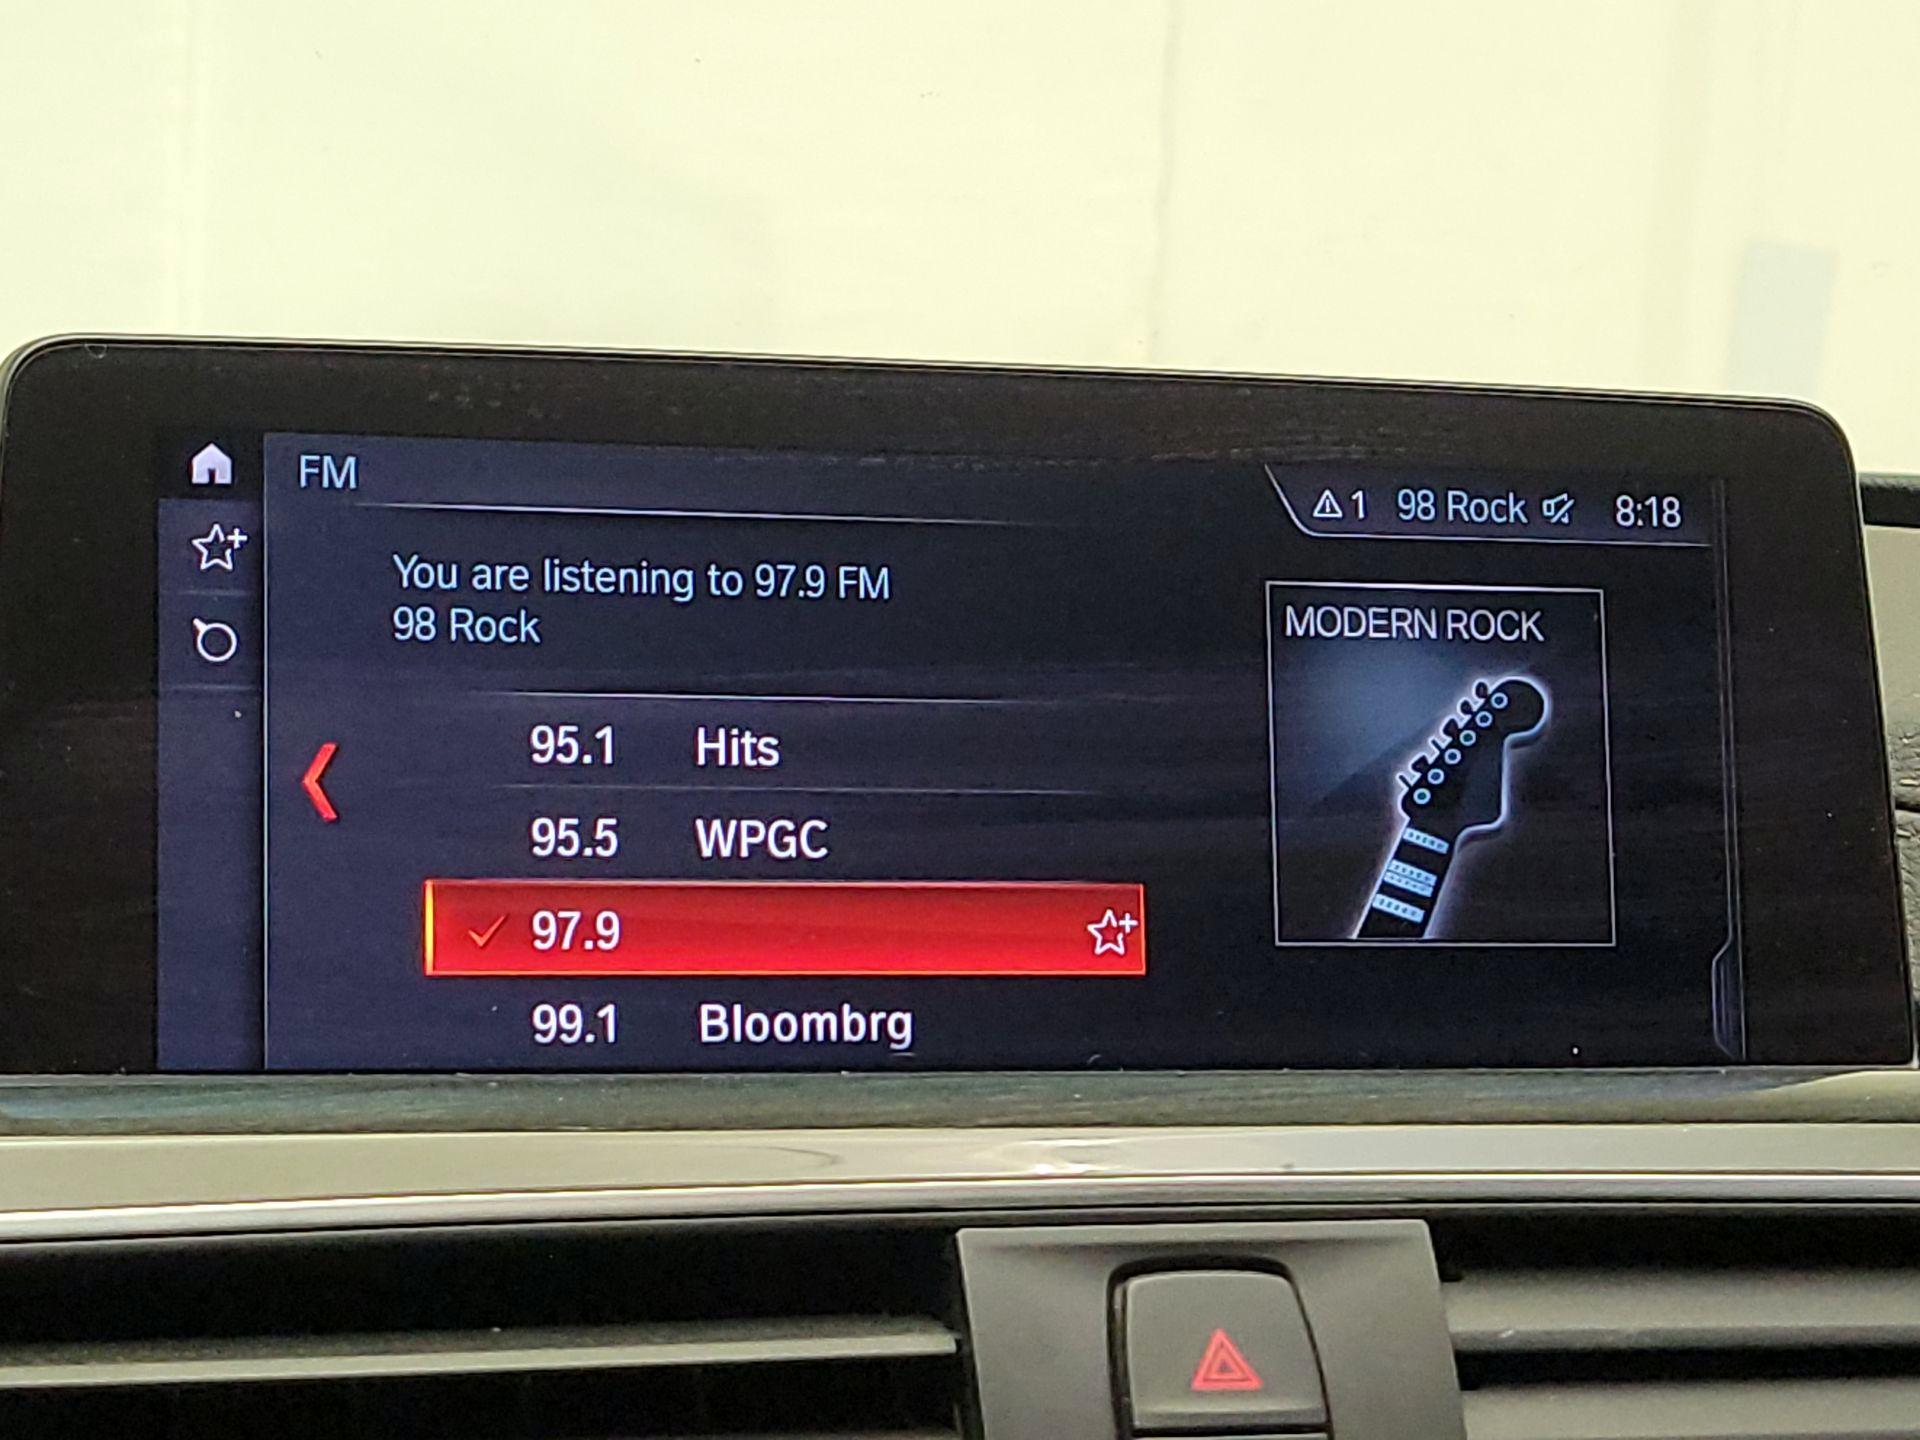 FM
1 98 Rock 8:18
You are listening to 97.9 FM
98 Rock
MODERN ROCK
95.1 Hits
95.5 WPGC
97.9
99.1 Bloombrg